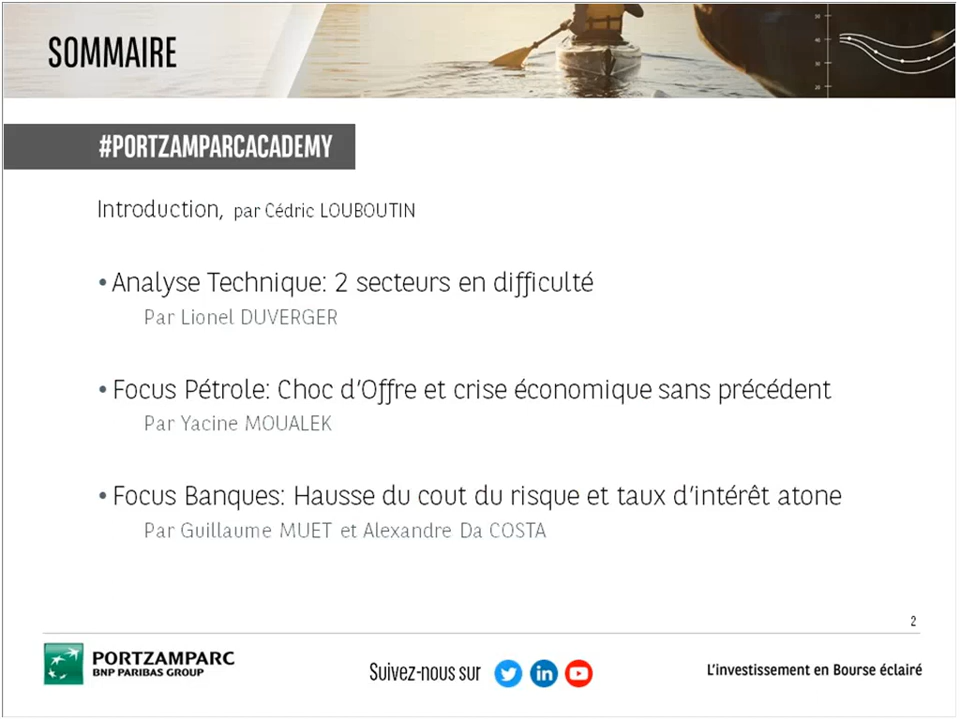 SOMMAIRE
#PORTZAMPARCACADEMY
Introduction, par Cédric LOUBOUTIN
• Analyse Technique: 2 secteurs en difficulté
Par Lionel DUVERGER
• Focus Pétrole: Choc d'Offre et crise économique sans précédent
Par Yacine MOUALEK
• Focus Banques: Hausse du cout du risque et taux d'intérêt atone
Par Guillaume MUET et Alexandre Da COSTA
2
PORTZAMPARC
BNP PARIBAS GROUP
Suivez-nous sur
L'investissement en Bourse éclairé